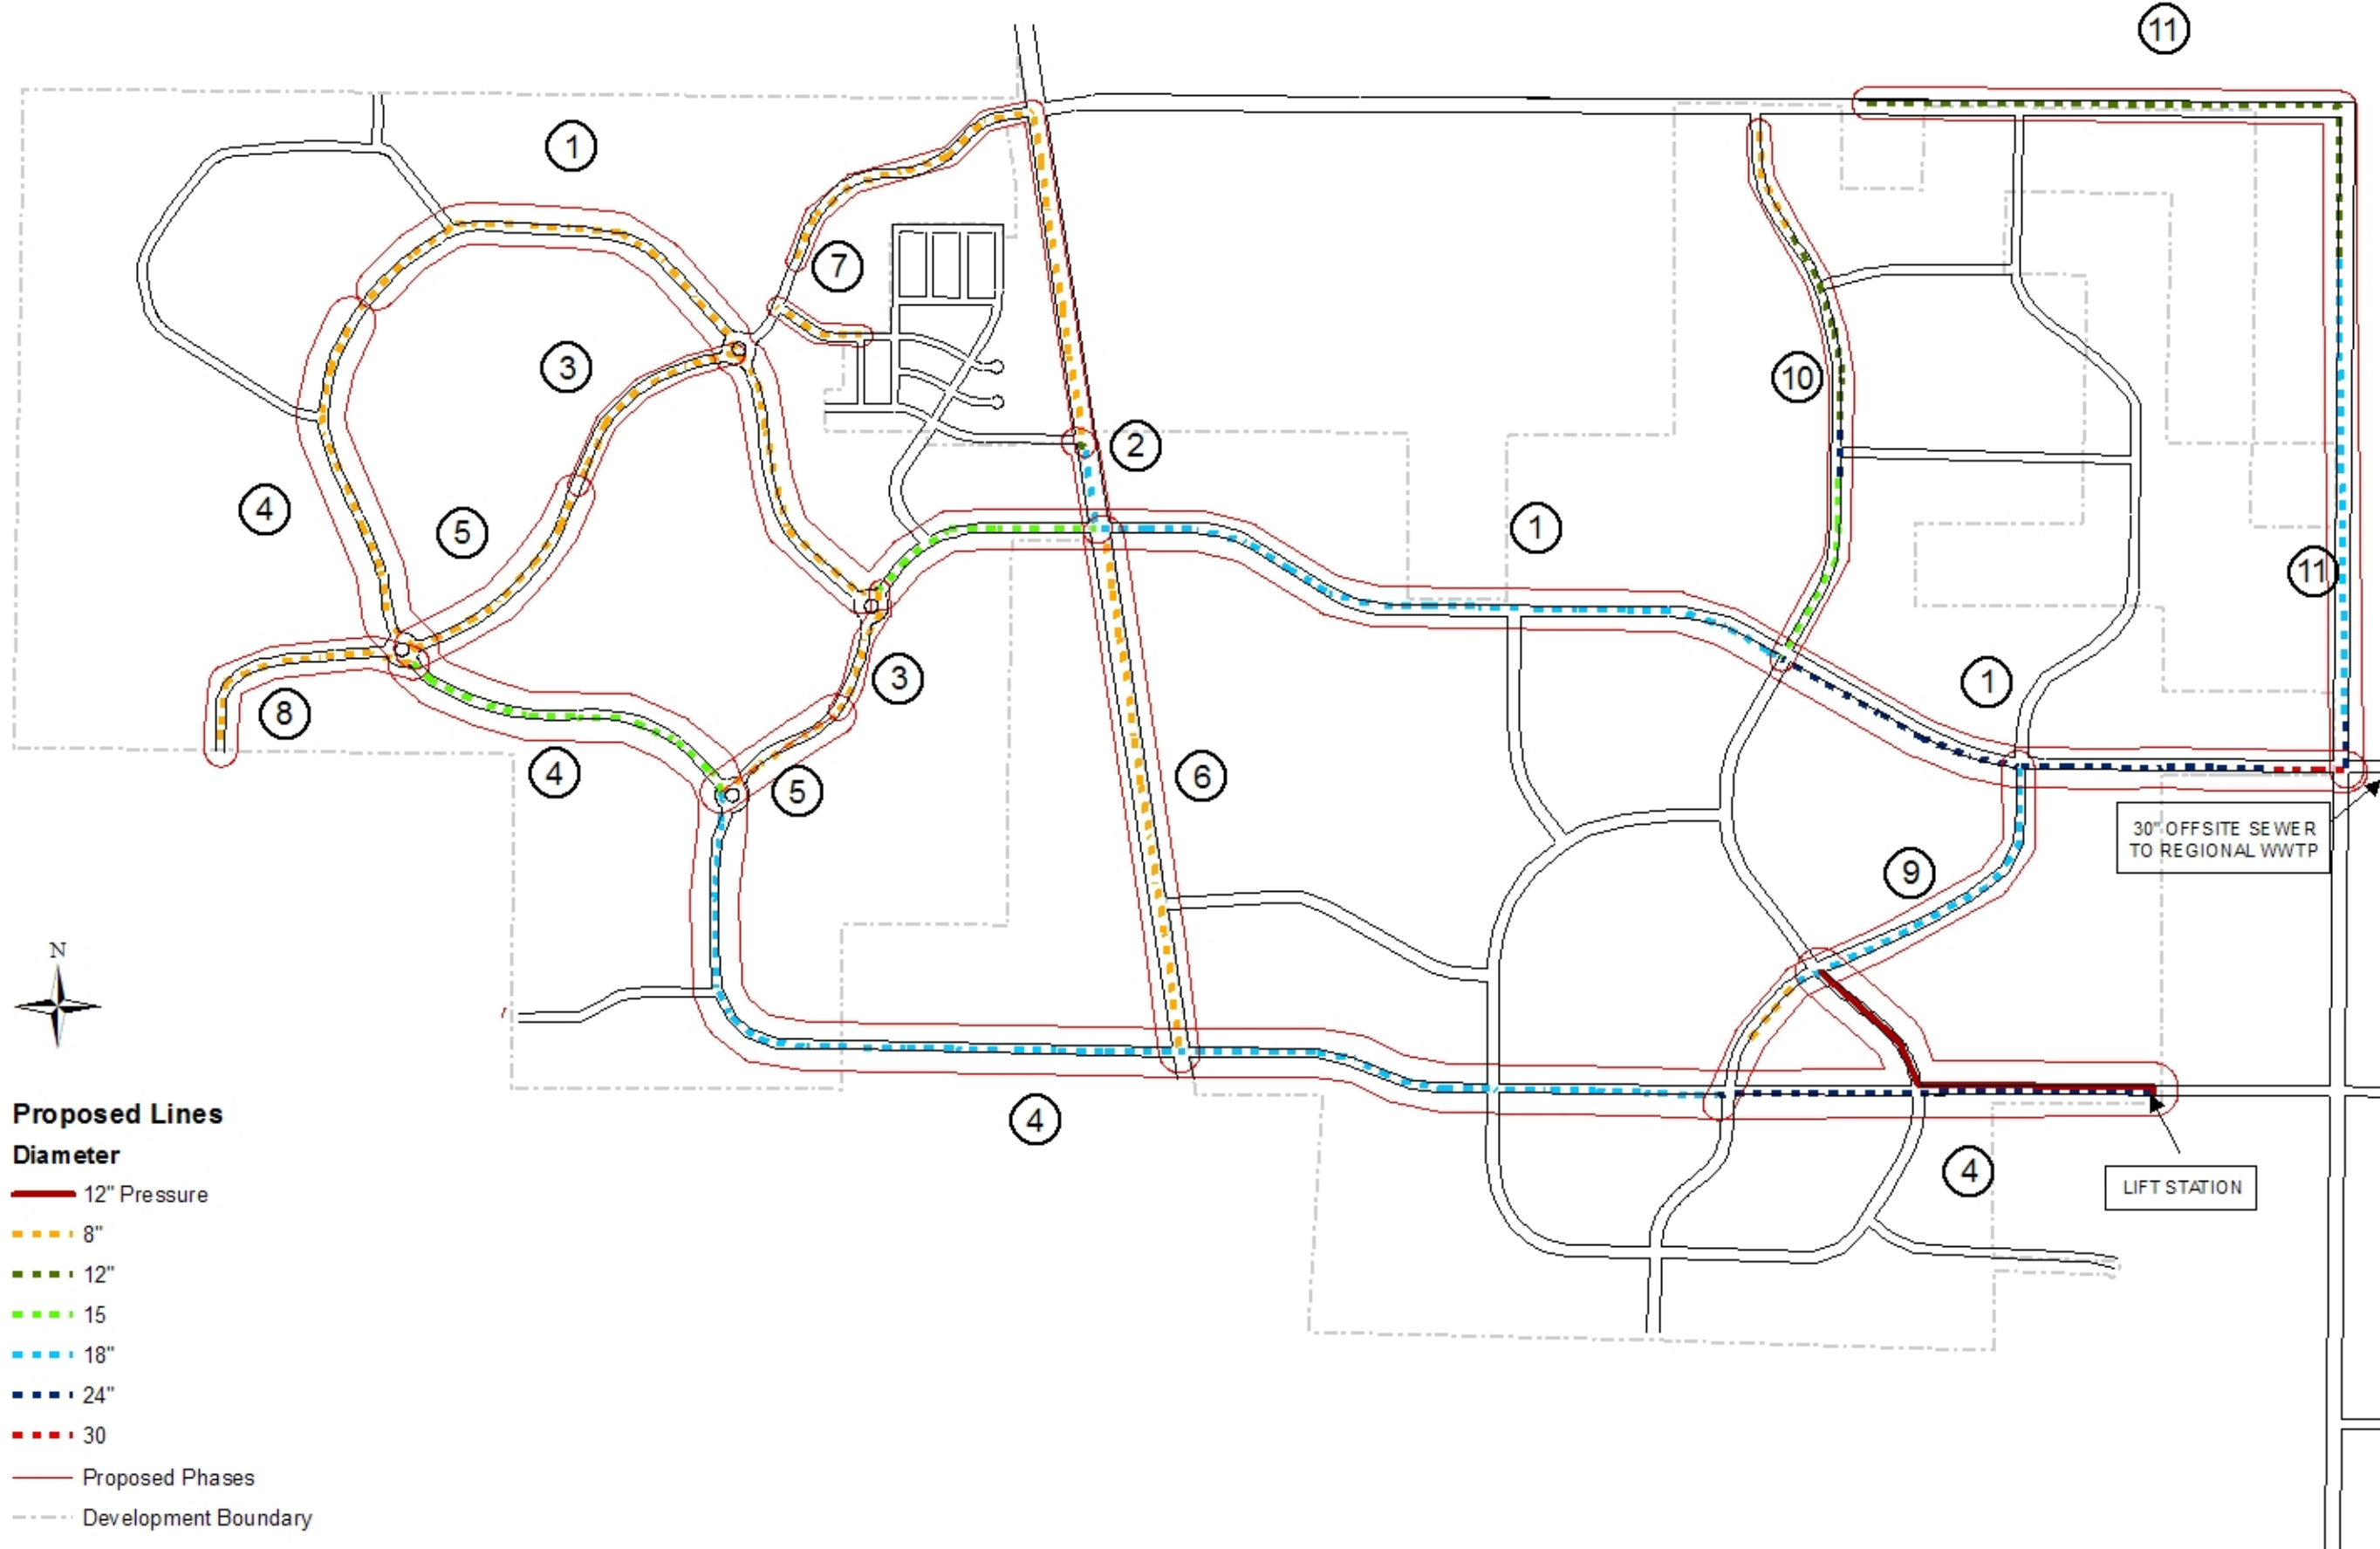 11
1
7
3
2
10
1
4
5
11
3
1
8
4
5
6
30" OFFSITE SEWER
TO REGIONAL WWTP
9
N
4
4
LIFT STATION
Proposed Lines
Diameter
12" Pressure
8"
12"
15
18"
24"
30
Proposed Phases
Development Boundary